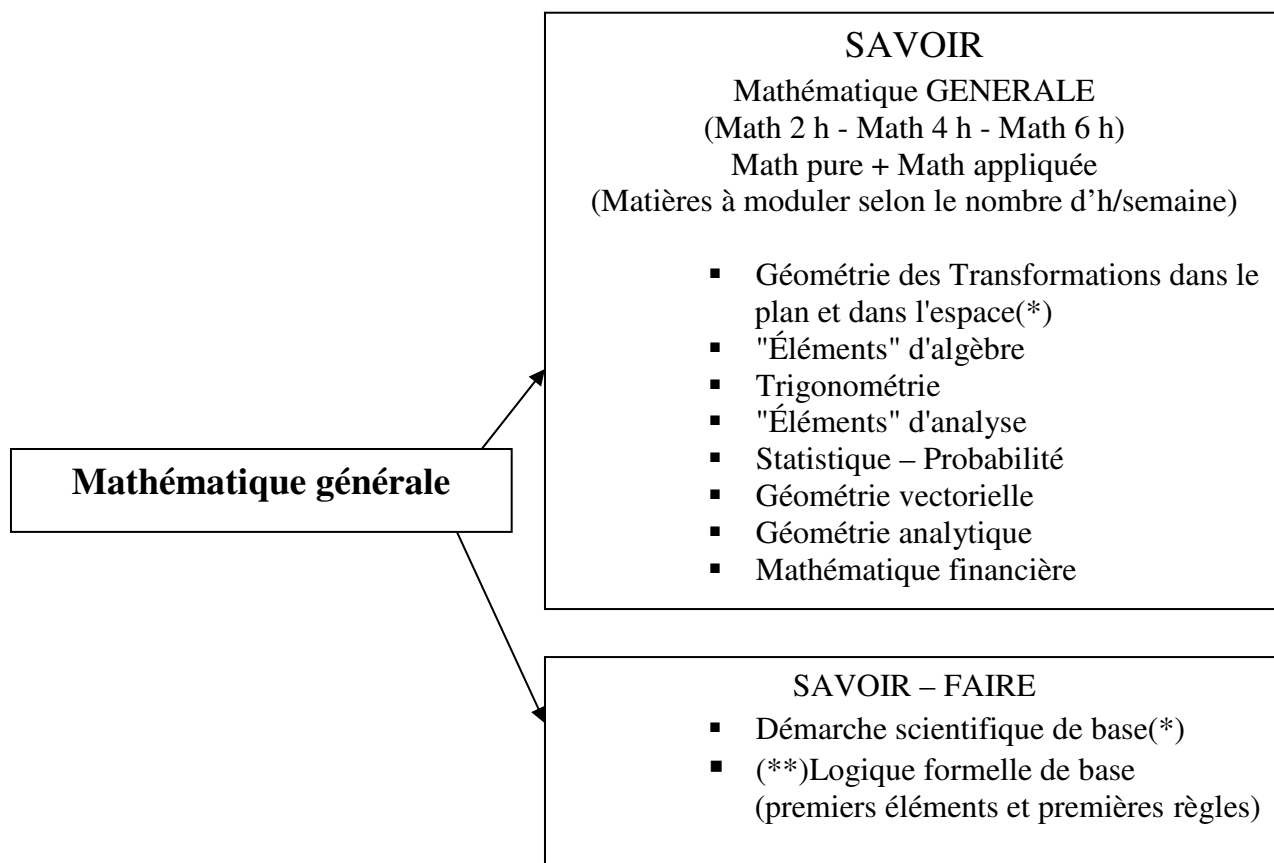 SAVOIR
Mathématique GENERALE
(Math 2 h - Math 4 h - Math 6 h)
Math pure + Math appliquée
(Matières à moduler selon le nombre d’h/semaine)
▪ Géométrie des Transformations dans le
plan et dans l'espace(*)
▪ "Éléments" d'algèbre
▪ Trigonométrie
▪ "Éléments" d'analyse
▪ Statistique – Probabilité
▪ Géométrie vectorielle
▪ Géométrie analytique
▪ Mathématique financière
Mathématique générale
SAVOIR – FAIRE
▪ Démarche scientifique de base(*)
▪ (**)Logique formelle de base
(premiers éléments et premières règles)